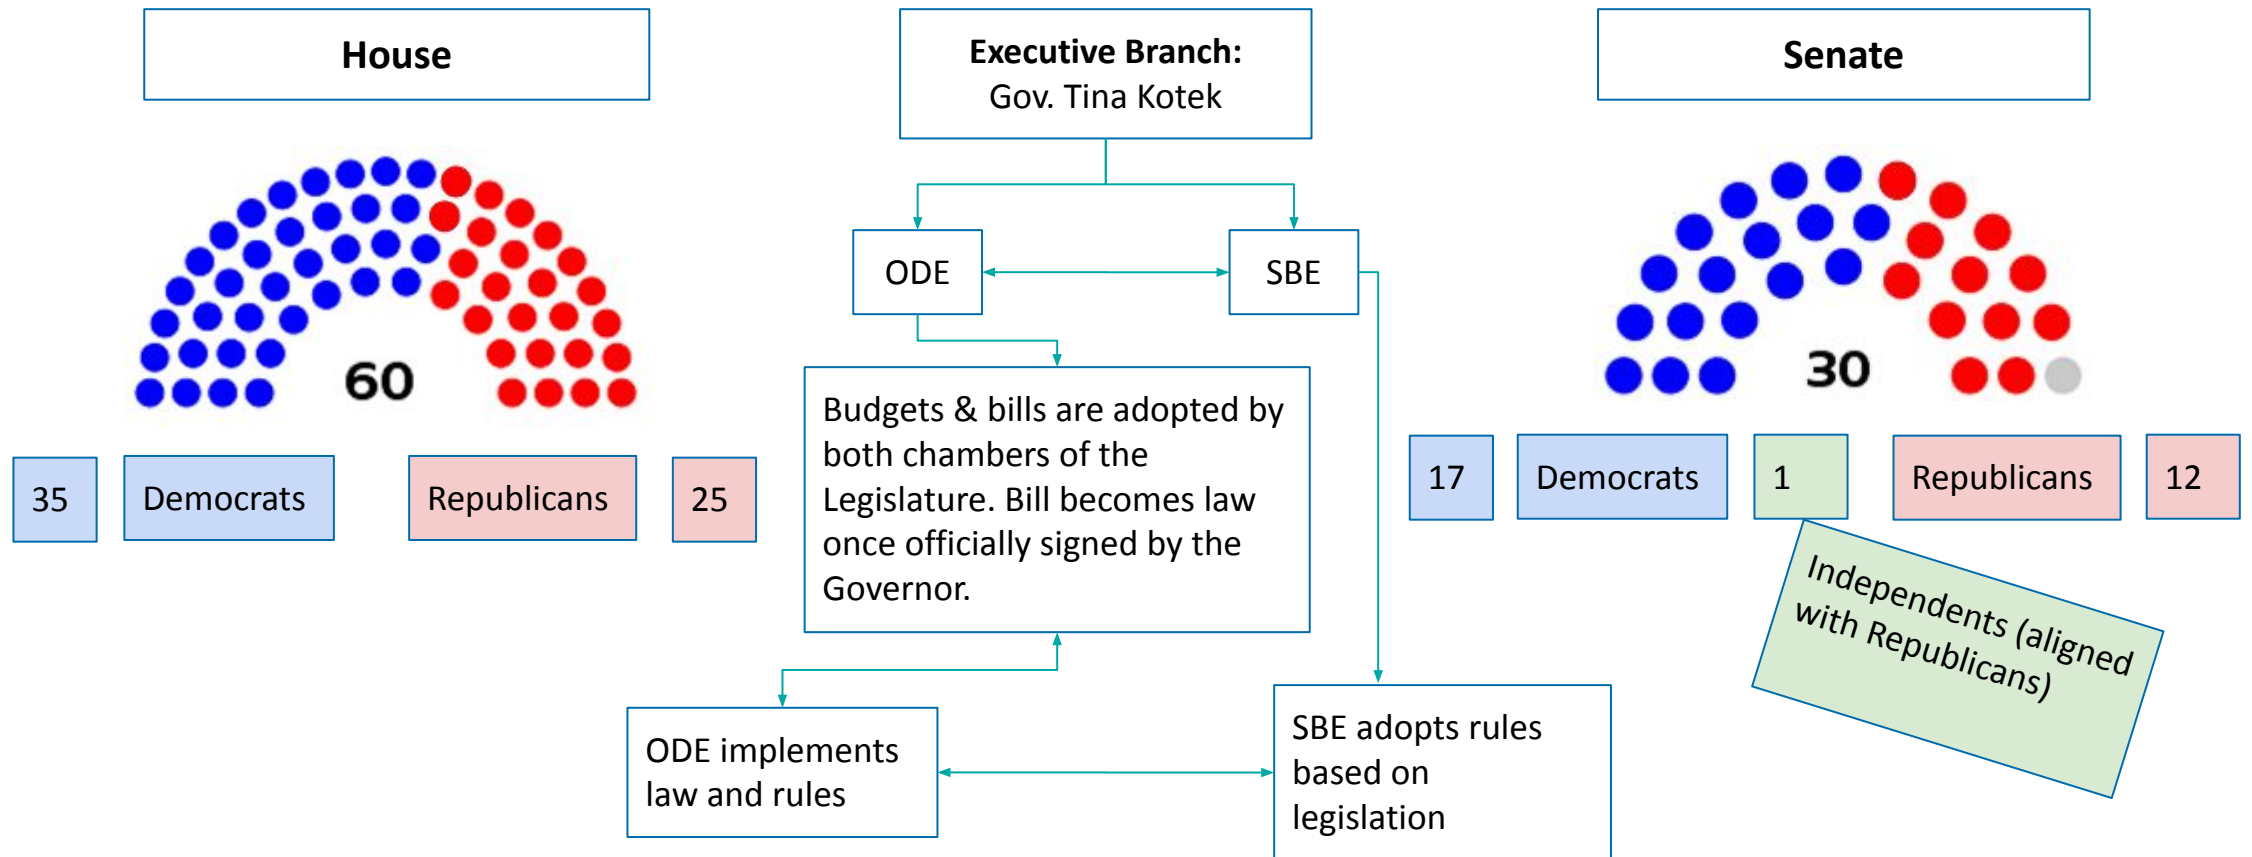 House
Executive Branch:
Gov. Tina Kotek
Senate
ODE
SBE
60
30
Budgets & bills are adopted by
both chambers of the
Legislature. Bill becomes law
once officially signed by the
Governor.
35
Democrats
Republicans
25
17
Democrats
1
Republicans
12
Independents (aligned
with Republicans)
ODE implements
law and rules
SBE adopts rules
based on
legislation